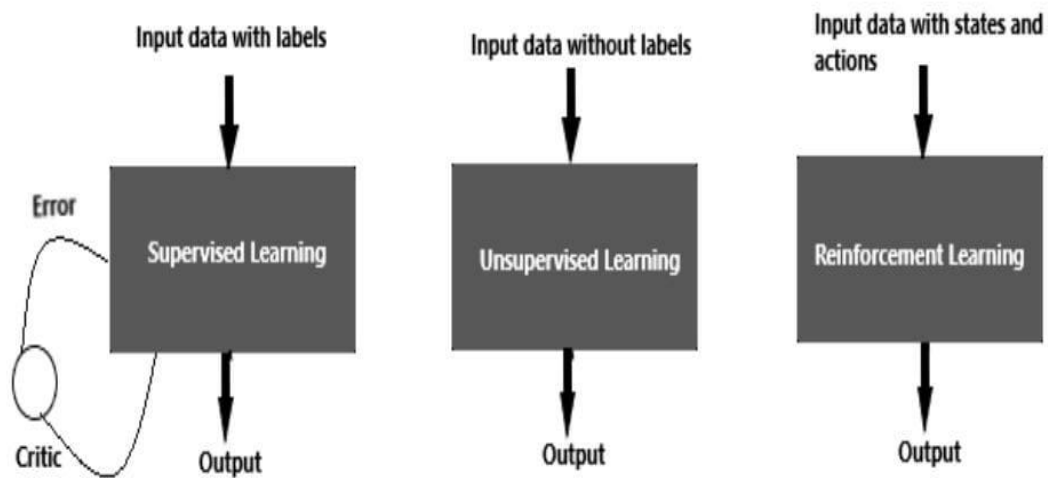 Input data with labels
Error
Supervised Learning
Critic
Output
Input data without labels
Unsupervised Learning
Output
Input data with states and
actions
Reinforcement Learning
Output